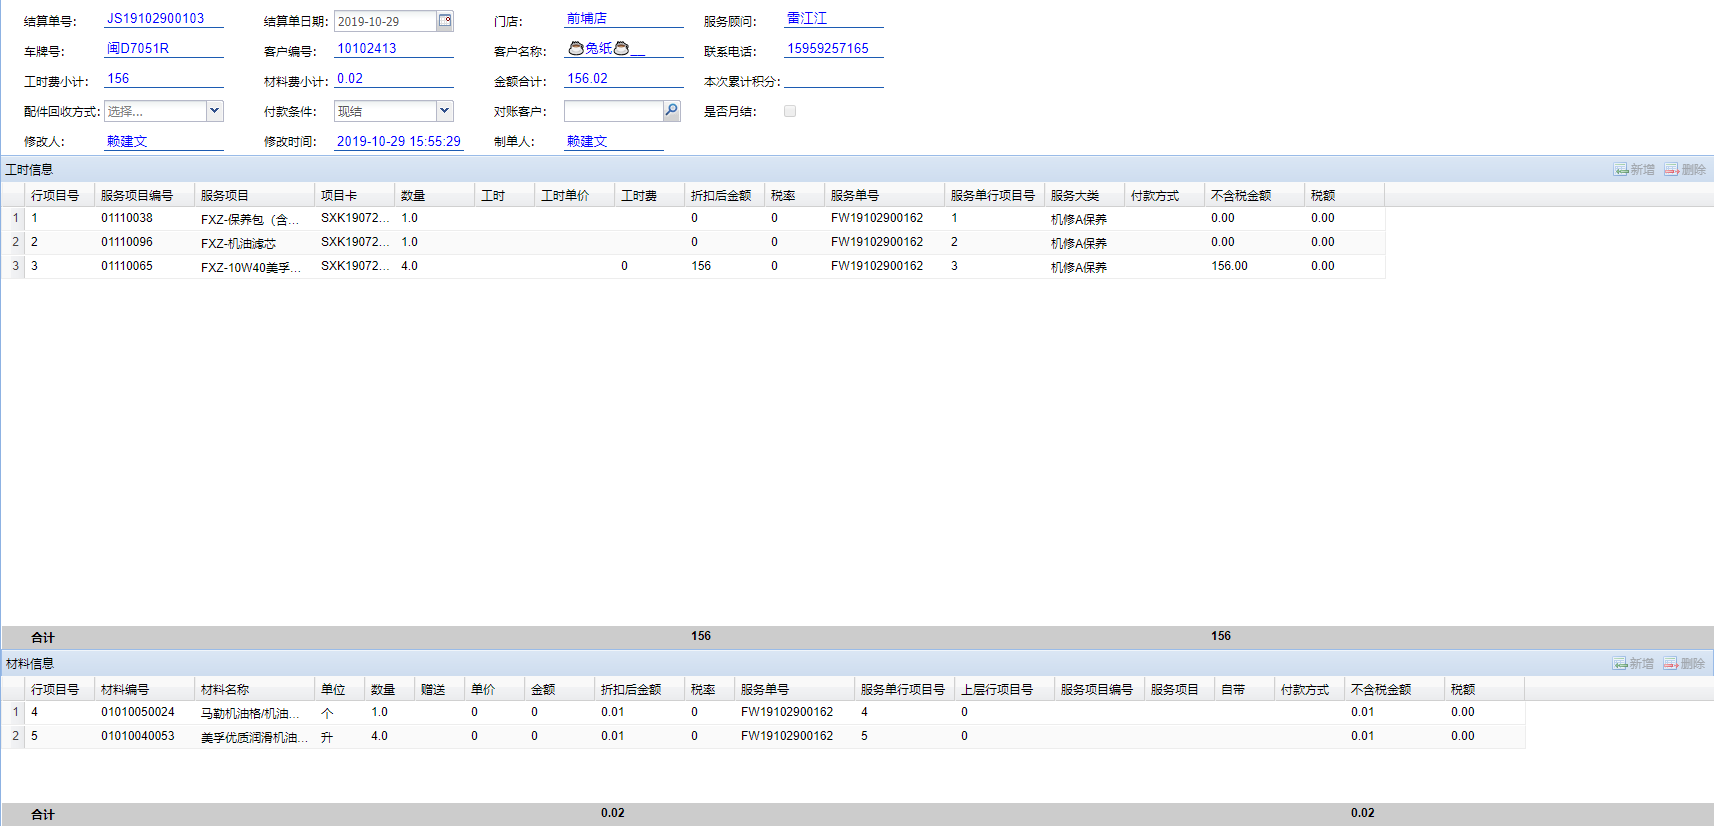 结算单号: JS19102900103 结算单日期: 2019-10-29 门店: 前埔店 服务顾问: 雷江江
车牌号: 闽D7051R 客户编号: 10102413 客户名称: 兔纸__ 联系电话: 15959257165
工时费小计: 156 材料费小计: 0.02 金额合计: 156.02 本次累计积分:
配件回收方式: 选择... 付款条件: 现结 对账客户: 是否月结:
修改人: 赖建文 修改时间: 2019-10-29 15:55:29 制单人: 赖建文
工时信息 新增 删除
行项目号 服务项目编号 服务项目 项目卡 数量 工时 工时单价 工时费 折扣后金额 税率 服务单号 服务单行项目号 服务大类 付款方式 不含税金额 税额
1 1 01110038 FXZ-保养包（含... SXK19072... 1.0 0 0 FW19102900162 1 机修A保养 0.00 0.00
2 2 01110096 FXZ-机油滤芯 SXK19072... 1.0 0 0 FW19102900162 2 机修A保养 0.00 0.00
3 3 01110065 FXZ-10W40美孚... SXK19072... 4.0 0 156 0 FW19102900162 3 机修A保养 156.00 0.00
合计 156 156
材料信息 新增 删除
行项目号 材料编号 材料名称 单位 数量 赠送 单价 金额 折扣后金额 税率 服务单号 服务单行项目号 上层行项目号 服务项目编号 服务项目 自带 付款方式 不含税金额 税额
1 4 01010050024 马勒机油格/机油... 个 1.0 0 0 0.01 0 FW19102900162 4 0 0.01 0.00
2 5 01010040053 美孚优质润滑机油... 升 4.0 0 0 0.01 0 FW19102900162 5 0 0.01 0.00
合计 0.02 0.02